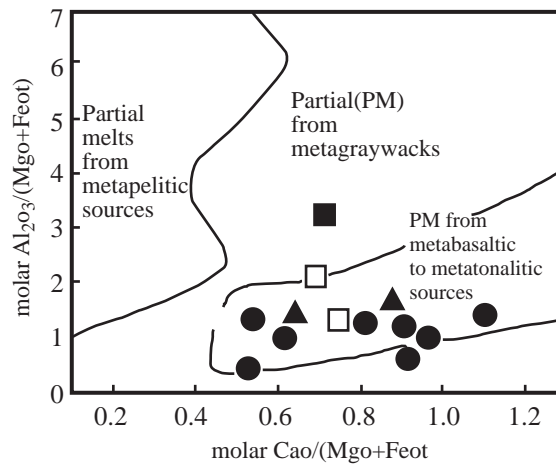 7
6
5
4
3
2
1
0
molar Al₂o₃/(Mgo+Feot)
Partial
melts
from
metapelitic
sources
Partial(PM)
from
metagraywacks
PM from
metabasaltic
to metatonalitic
sources
0.2
0.4
0.6
0.8
1.0
1.2
molar Cao/(Mgo+Feot